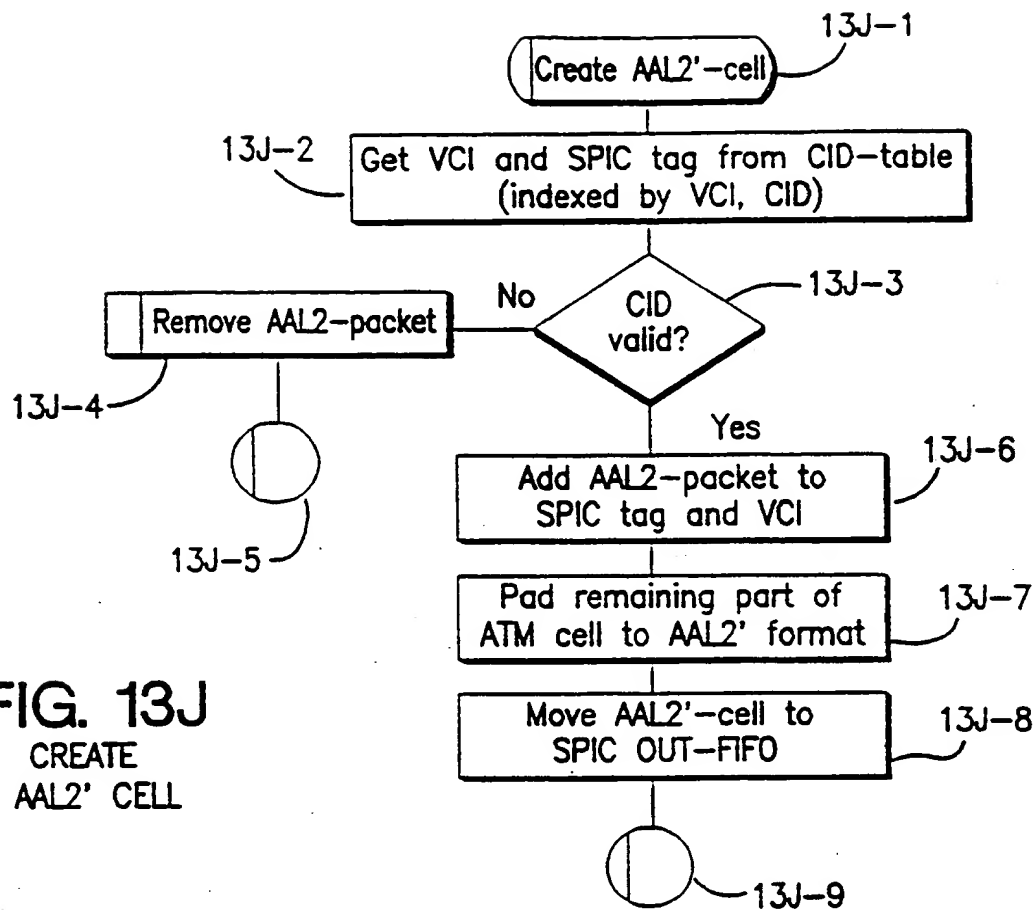 13J-1
Create AAL2'-cell
13J-2
Get VCI and SPIC tag from CID-table
(indexed by VCI, CID)
13J-3
CID
valid?
No
Remove AAL2-packet
13J-4
13J-5
Yes
13J-6
Add AAL2-packet to
SPIC tag and VCI
Pad remaining part of
ATM cell to AAL2' format
13J-7
Move AAL2'-cell to
SPIC OUT-FIFO
13J-8
13J-9
FIG. 13J
CREATE
AAL2' CELL